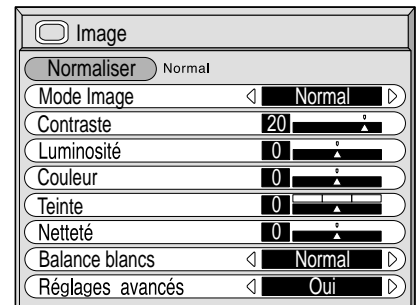 Image
Normaliser Normal
Mode Image Normal
Contraste 20
Luminosité 0
Couleur 0
Teinte 0
Netteté 0
Balance blancs Normal
Réglages avancés Oui